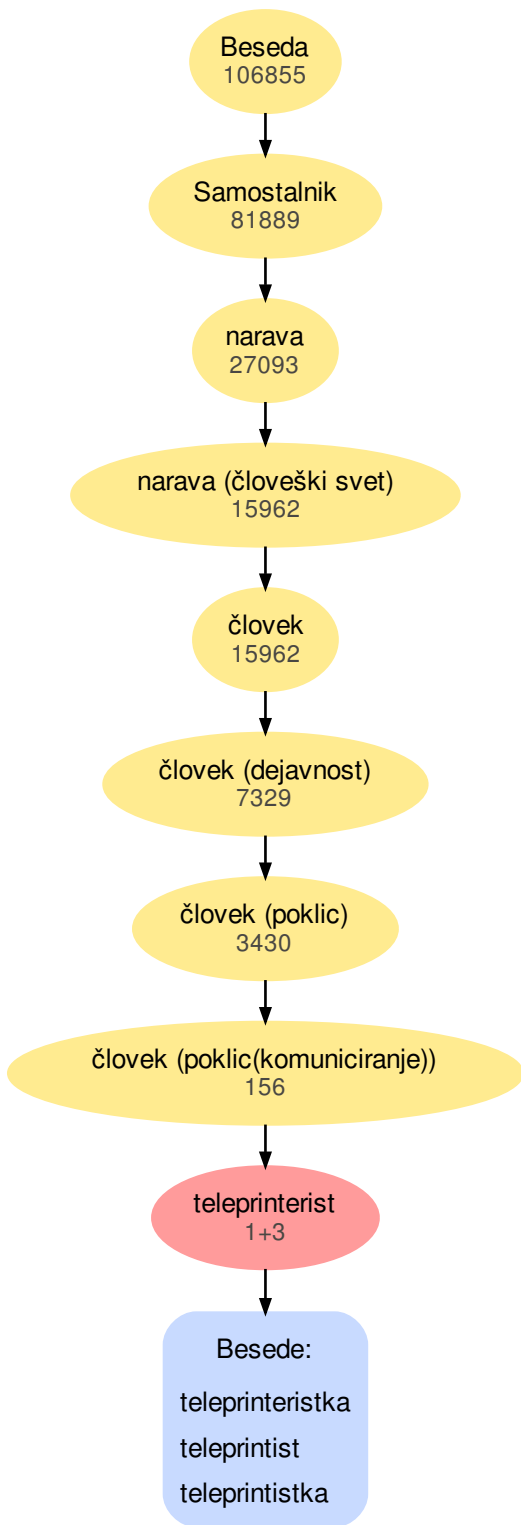 Beseda
106855
Samostalnik
81889
narava
27093
narava (človeški svet)
15962
človek
15962
človek (dejavnost)
7329
človek (poklic)
3430
človek (poklic(komuniciranje))
156
teleprinterist
1+3
Besede:
teleprinteristka
teleprintist
teleprintistka